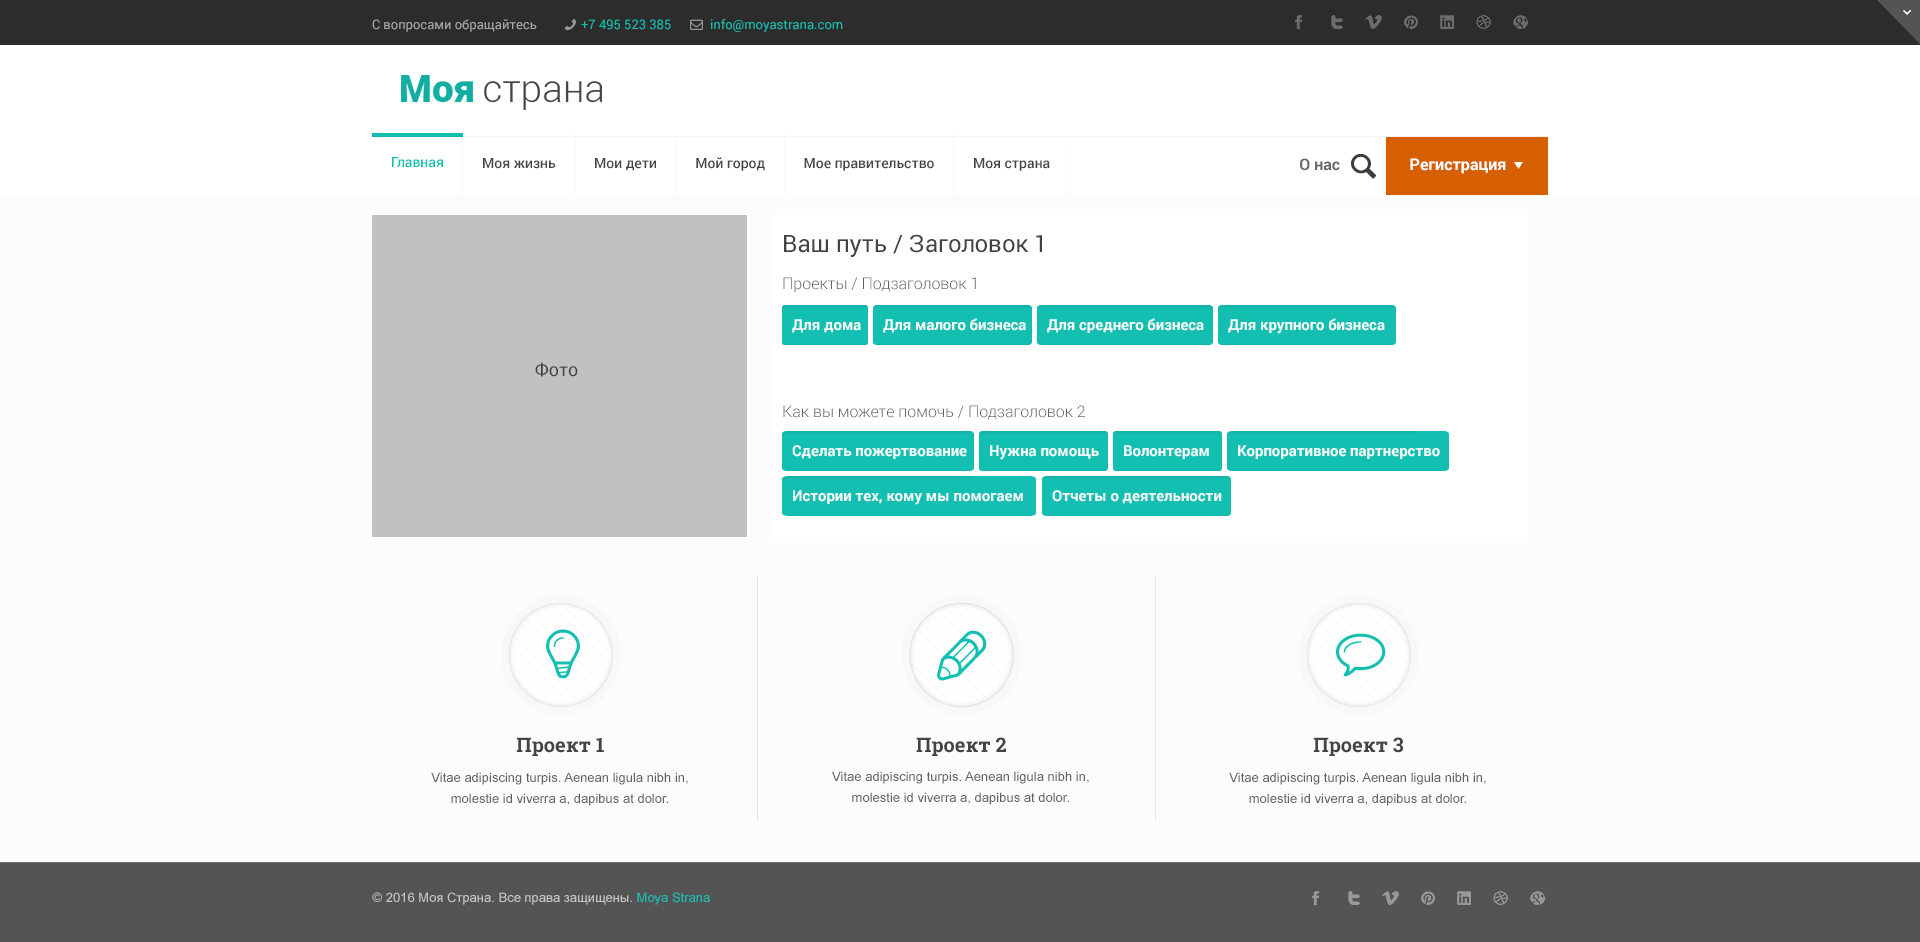 С вопросами обращайтесь +7 495 523 385 info@moyastrana.com
Моя страна
Главная Моя жизнь Мои дети Мой город Мое правительство Моя страна О нас Регистрация
Фото
Ваш путь / Заголовок 1
Проекты / Подзаголовок 1
Для дома Для малого бизнеса Для среднего бизнеса Для крупного бизнеса
Как вы можете помочь / Подзаголовок 2
Сделать пожертвование Нужна помощь Волонтерам Корпоративное партнерство
Истории тех, кому мы помогаем Отчеты о деятельности
Проект 1
Vitae adipiscing turpis. Aenean ligula nibh in,
molestie id viverra a, dapibus at dolor.
Проект 2
Vitae adipiscing turpis. Aenean ligula nibh in,
molestie id viverra a, dapibus at dolor.
Проект 3
Vitae adipiscing turpis. Aenean ligula nibh in,
molestie id viverra a, dapibus at dolor.
© 2016 Моя Страна. Все права защищены. Moya Strana